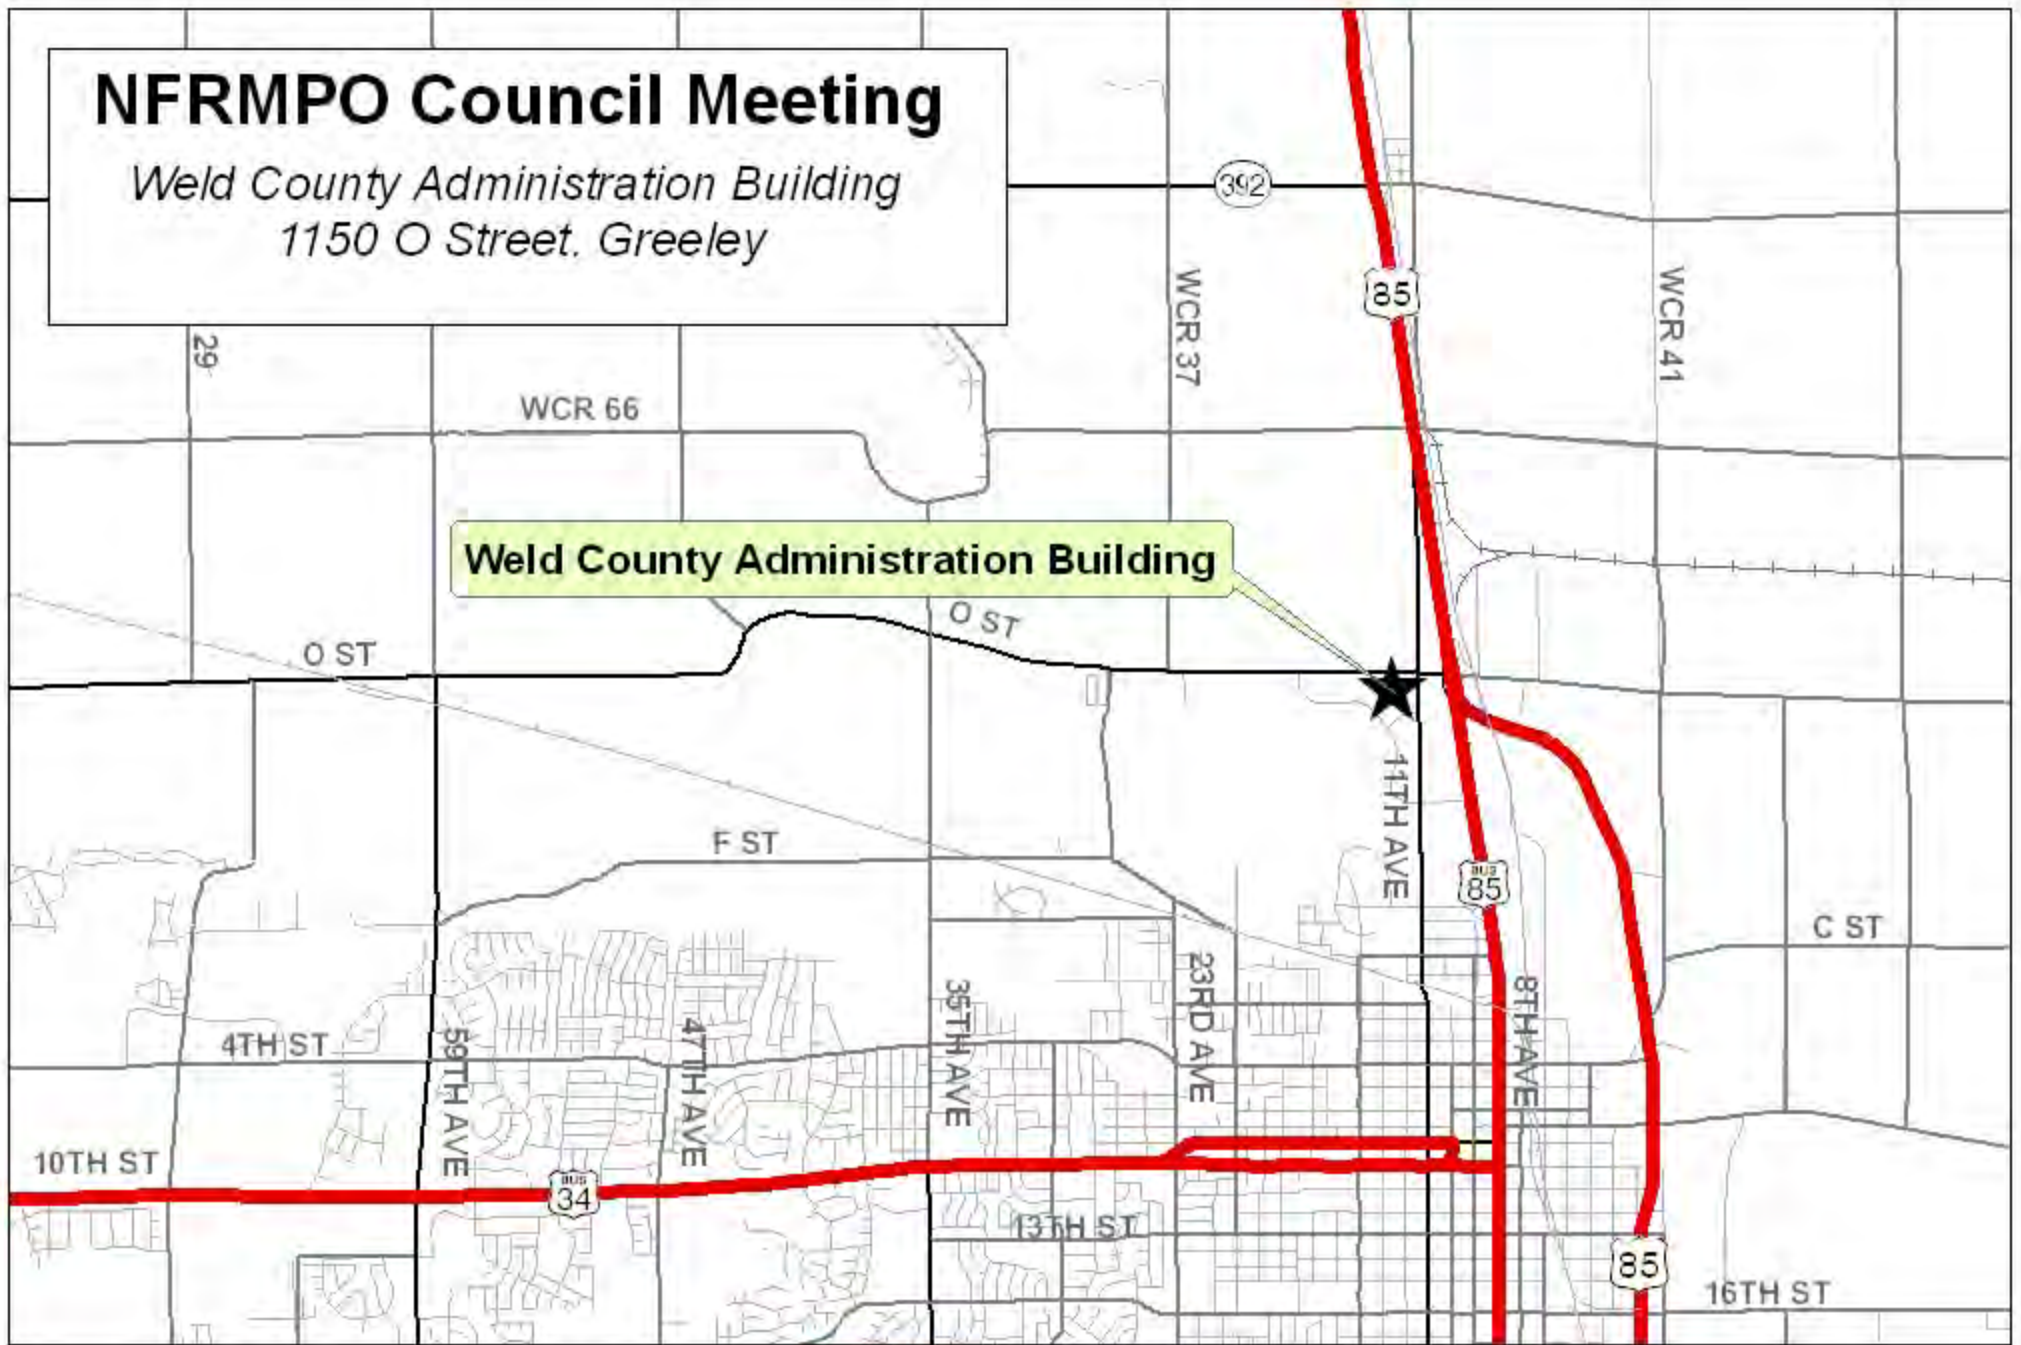 NFRMPO Council Meeting
Weld County Administration Building
1150 O Street. Greeley
392
85
WCR 37
WCR 41
29
WCR 66
Weld County Administration Building
O ST
O ST
11TH AVE
F ST
BUS
85
C ST
23RD AVE
35TH AVE
8TH AVE
47TH AVE
59TH AVE
4TH ST
10TH ST
BUS
34
13TH ST
85
16TH ST